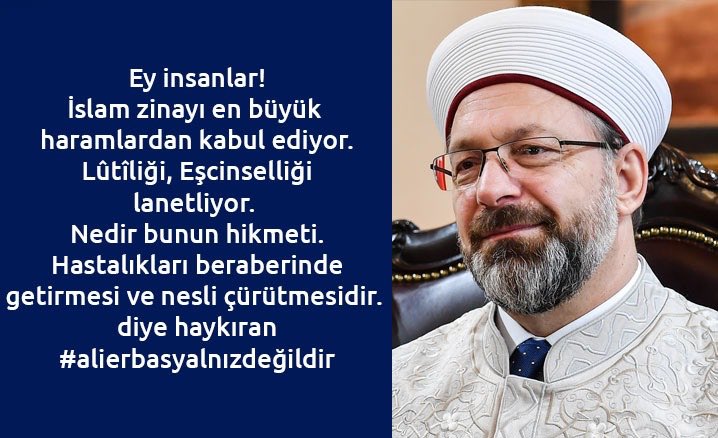 Ey insanlar!
İslam zinayı en büyük
haramlardan kabul ediyor.
Lûtîliği, Eşcinselliği
lanetliyor.
Nedir bunun hikmeti.
Hastalıkları beraberinde
getirmesi ve nesli çürütmesidir.
diye haykıran
#alierbasyalnızdeğildir